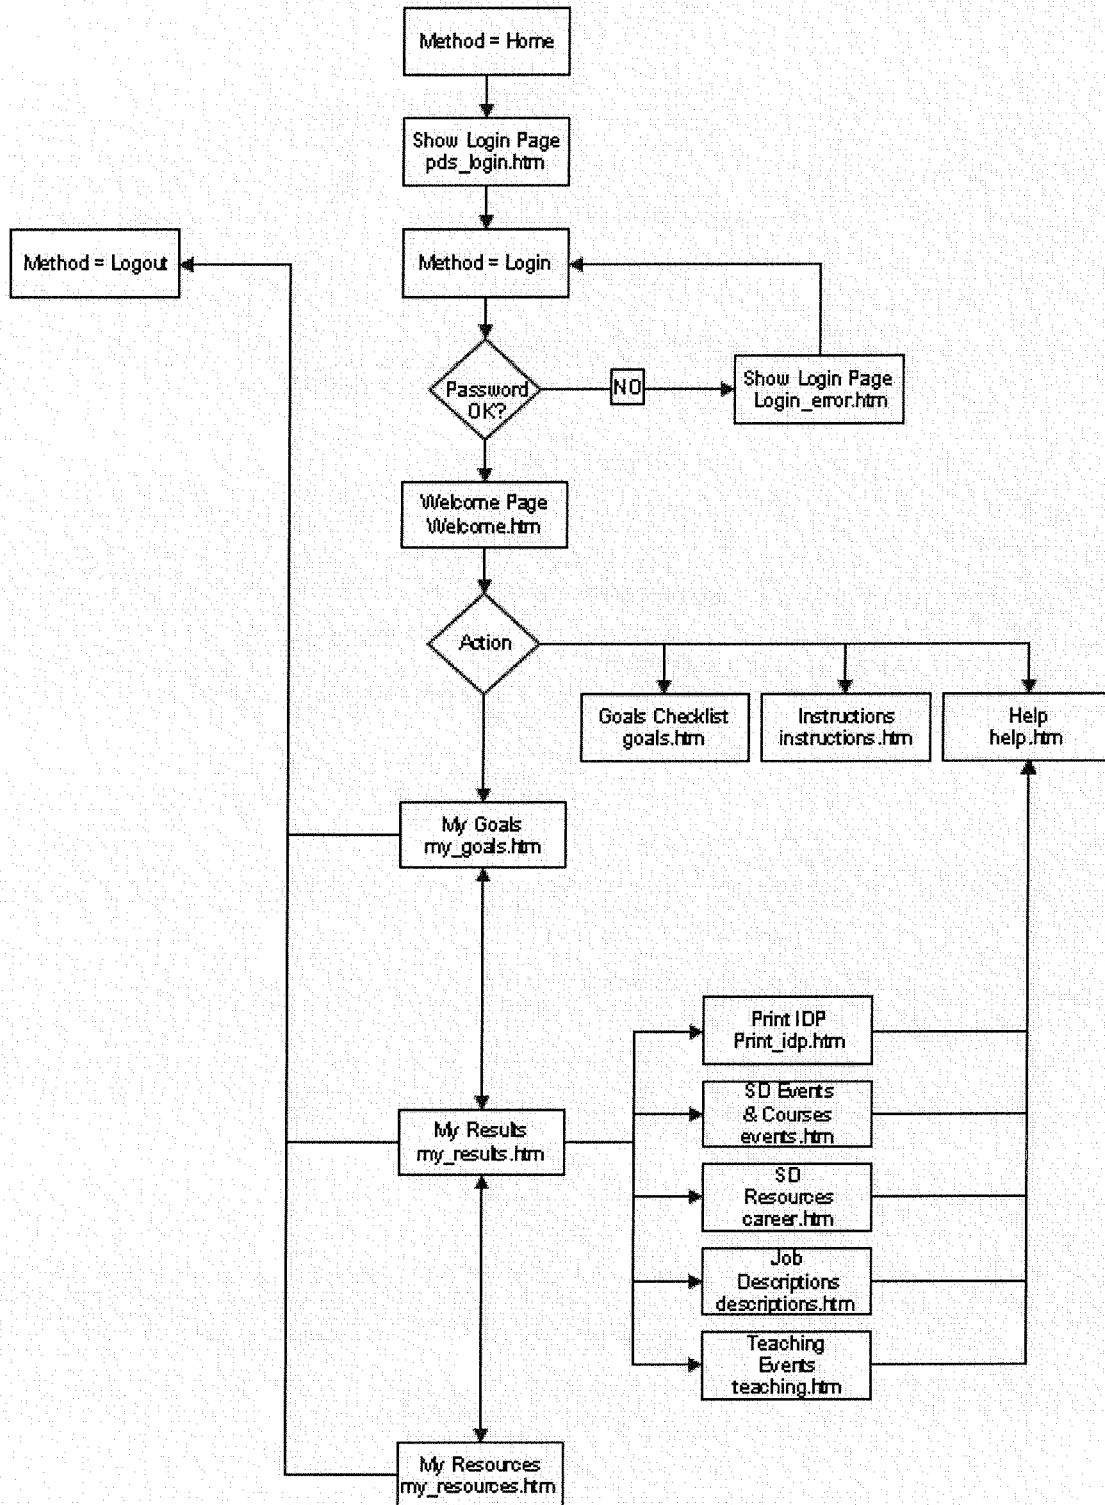 Method = Home
Show Login Page
pds_login.htm
Method = Logout
Method = Login
Password
OK?
NO
Show Login Page
Login_error.htm
Welcome Page
Welcome.htm
Action
Goals Checklist
goals.htm
Instructions
instructions.htm
Help
help.htm
My Goals
my_goals.htm
Print IDP
Print_idp.htm
SD Events
& Courses
events.htm
My Results
my_results.htm
SD
Resources
career.htm
Job
Descriptions
descriptions.htm
Teaching
Events
teaching.htm
My Resources
my_resources.htm